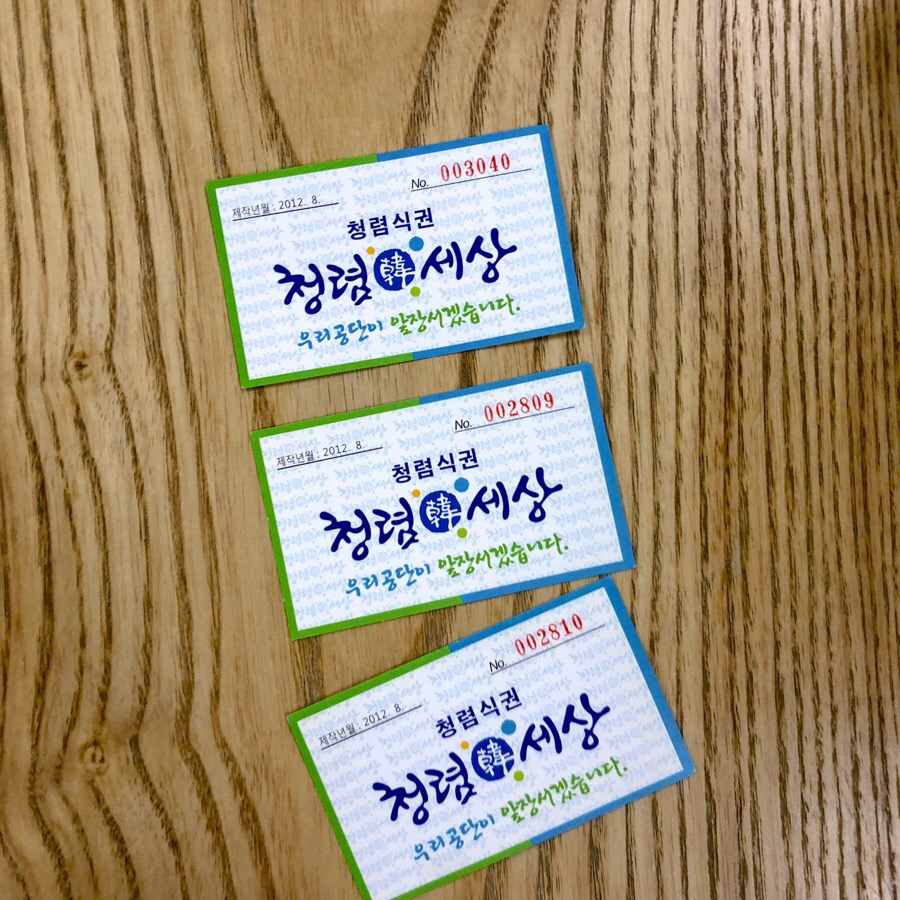 제작년월 : 2012. 8.
No. 003040
청렴식권
청렴 韓 세상
우리공단이 앞장서겠습니다.
제작년월 : 2012. 8.
No. 002809
청렴식권
청렴 韓 세상
우리공단이 앞장서겠습니다.
제작년월 : 2012. 8.
No. 002810
청렴식권
청렴 韓 세상
우리공단이 앞장서겠습니다.